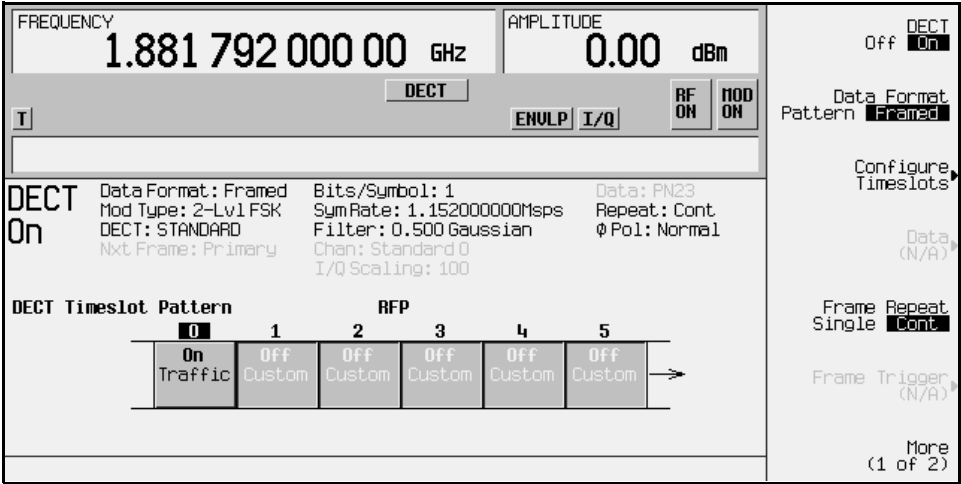 FREQUENCY
1.881 792 000 00 GHz
AMPLITUDE
0.00 dBm
DECT
T
ENVLP I/Q
RF ON
MOD ON
DECT On
Data Format: Framed
Mod Type: 2-Lvl FSK
DECT: STANDARD
Nxt Frame: Primary
Bits/Symbol: 1
Sym Rate: 1.152000000Msps
Filter: 0.500 Gaussian
Chan: Standard 0
I/Q Scaling: 100
Data: PN23
Repeat: Cont
Φ Pol: Normal
DECT Timeslot Pattern RFP
0 1 2 3 4 5
On Off Off Off Off Off
Traffic Custom Custom Custom Custom Custom
DECT
Off On
Data Format
Pattern Framed
Configure
Timeslots
Data
(N/A)
Frame Repeat
Single Cont
Frame Trigger
(N/A)
More
(1 of 2)